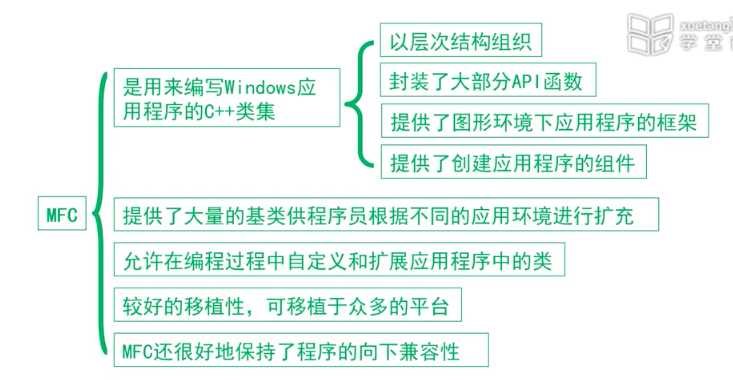 xuetang
学堂
以层次结构组织
是用来编写Windows应
用程序的C++类集
封装了大部分API函数
提供了图形环境下应用程序的框架
提供了创建应用程序的组件
MFC
提供了大量的基类供程序员根据不同的应用环境进行扩充
允许在编程过程中自定义和扩展应用程序中的类
较好的移植性，可移植于众多的平台
MFC还很好地保持了程序的向下兼容性